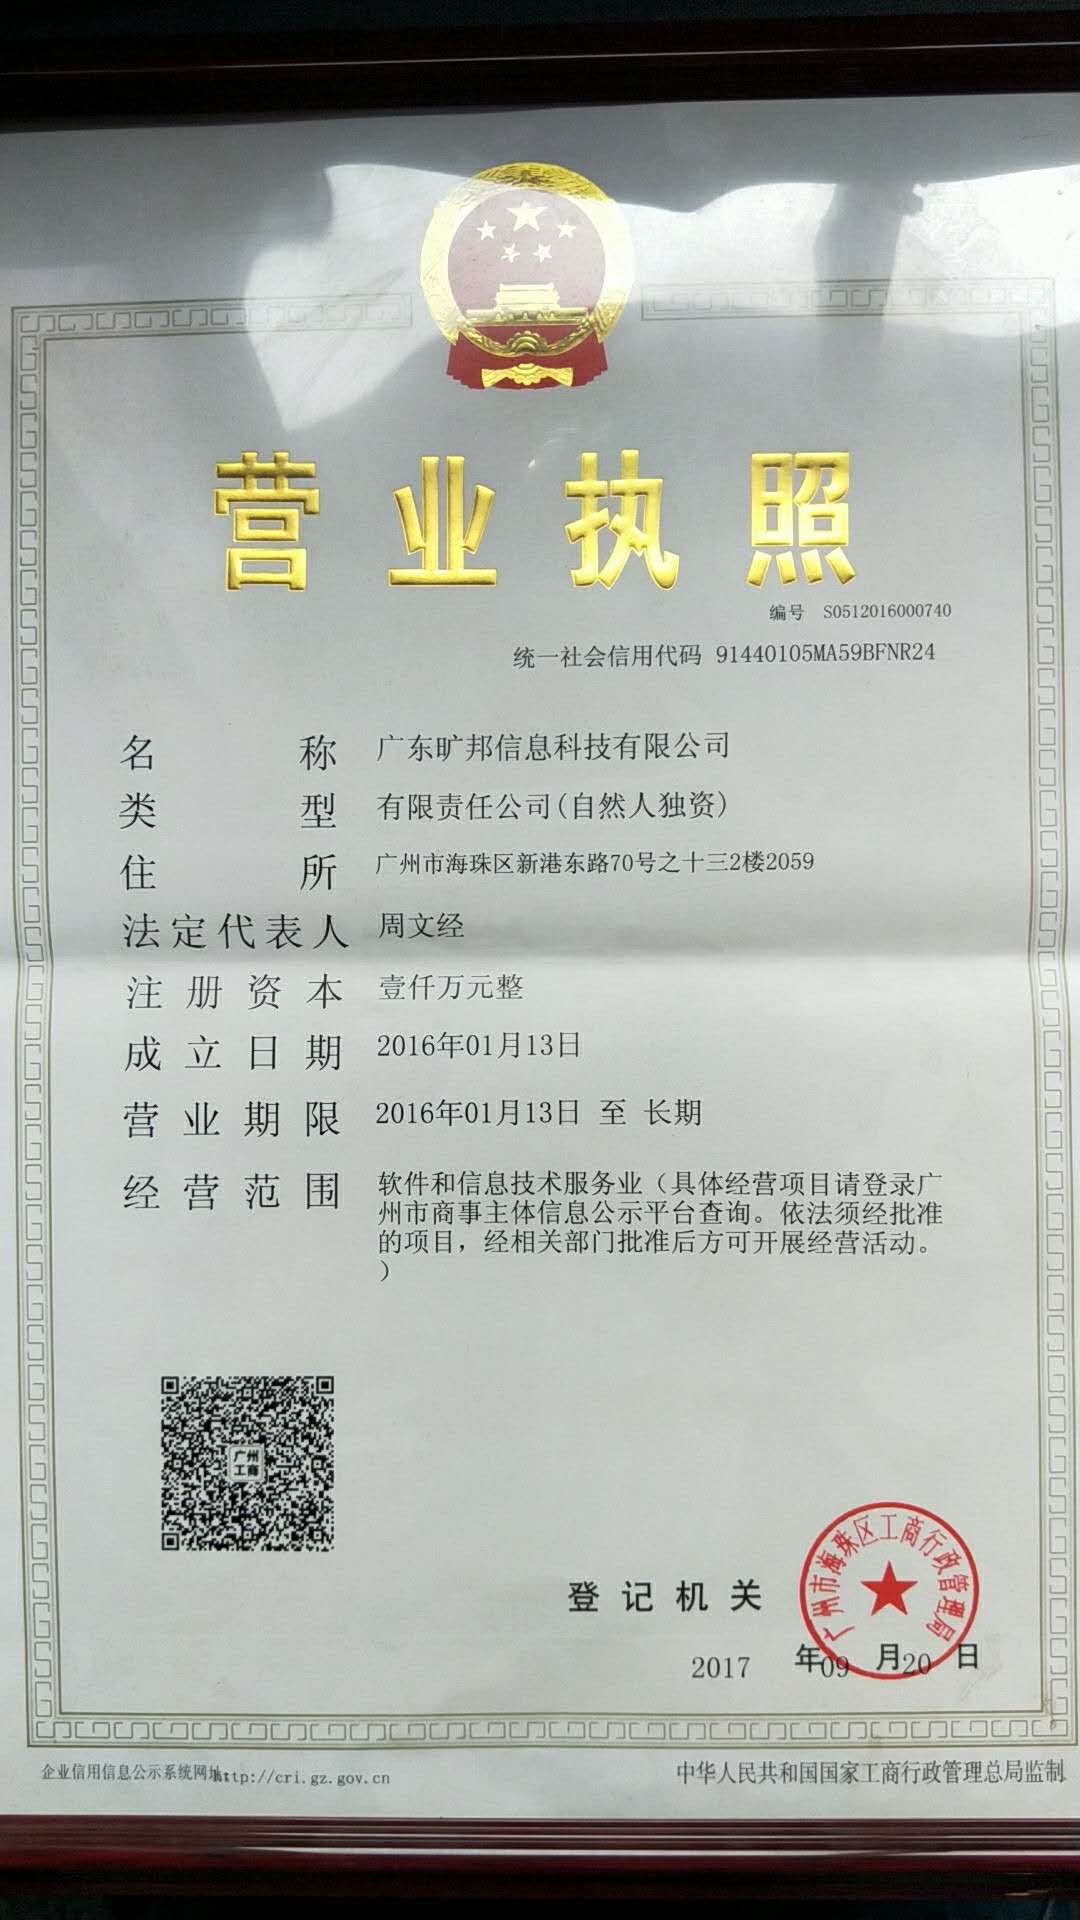 营业执照
编号 S0512016000740
统一社会信用代码 91440105MA59BFNR24
名称 广东旷邦信息科技有限公司
类型 有限责任公司(自然人独资)
住所 广州市海珠区新港东路70号之十三2楼2059
法定代表人 周文经
注册资本 壹仟万元整
成立日期 2016年01月13日
营业期限 2016年01月13日 至 长期
经营范围 软件和信息技术服务业（具体经营项目请登录广
州市商事主体信息公示平台查询。依法须经批准
的项目，经相关部门批准后方可开展经营活动。
）
广州
工商
登记机关
广州市海珠区工商行政管理局
2017 年09 月20 日
企业信用信息公示系统网址：http://cri.gz.gov.cn
中华人民共和国国家工商行政管理总局监制